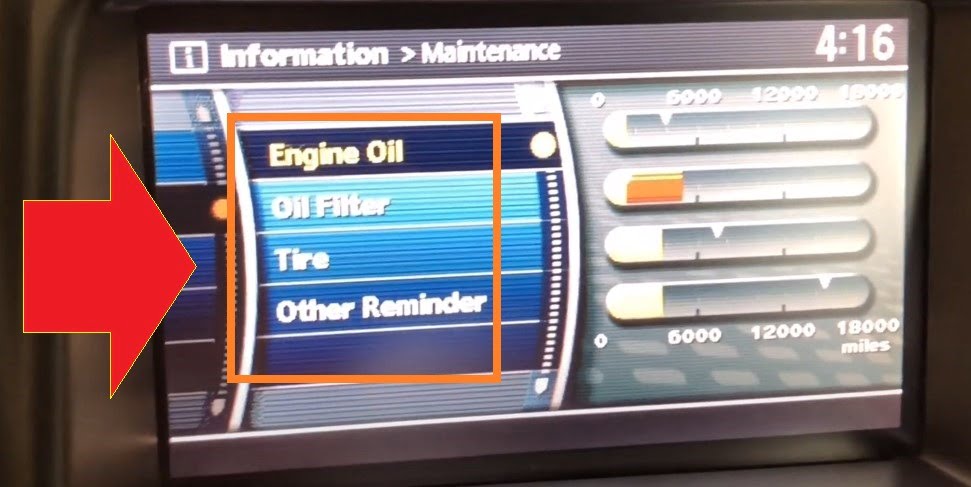 i Information > Maintenance 4:16
0 6000 12000 18000
Engine Oil
Oil Filter
Tire
Other Reminder
0 6000 12000 18000
miles